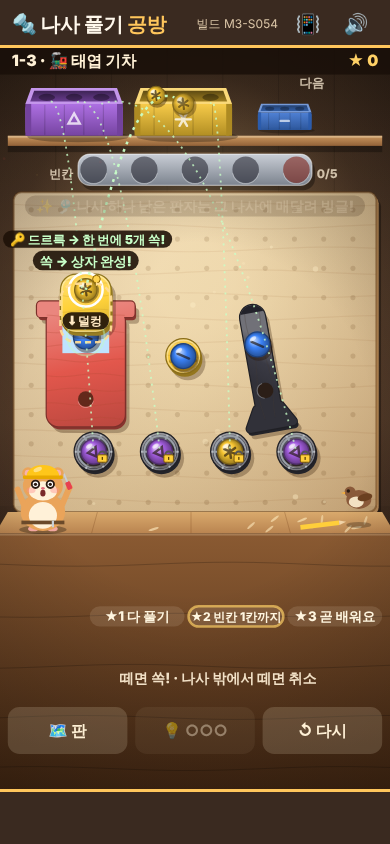 나사 풀기 공방
빌드 M3-S054
1-3 · 태엽 기차
★ 0
다음
빈칸
0/5
드르륵 → 한 번에 5개 쏙!
쏙 → 상자 완성!
⬇덜컹
★1 다 풀기
★2 빈칸 1칸까지
★3 곧 배워요
떼면 쏙! · 나사 밖에서 떼면 취소
판
다시